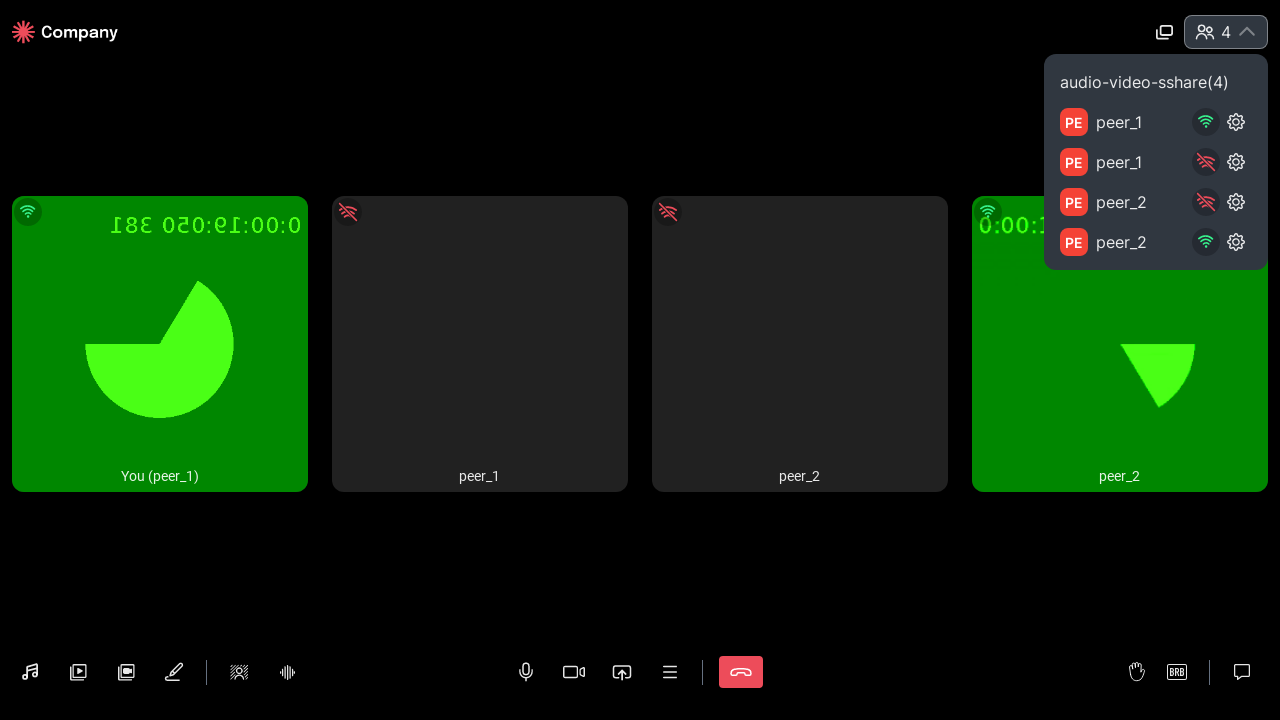 Company
4
audio-video-sshare(4)
PE peer_1
PE peer_1
PE peer_2
PE peer_2
0:00:19:050 381
0:00:1
You (peer_1)
peer_1
peer_2
peer_2
BRB